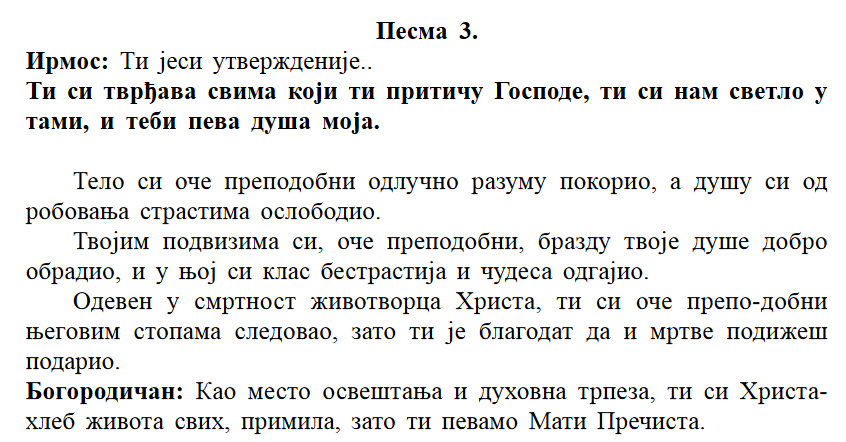 Песма 3.
Ирмос: Ти јеси утвержденије..
Ти си тврђава свима који ти притичу Господе, ти си нам светло у
тами, и теби пева душа моја.
Тело си оче преподобни одлучно разуму покорио, а душу си од
робовања страстима ослободио.
Твојим подвизима си, оче преподобни, бразду твоје душе добро
обрадио, и у њој си клас бестрастија и чудеса одгајио.
Одевен у смртност животворца Христа, ти си оче препо-добни
његовим стопама следовао, зато ти је благодат да и мртве подижеш
подарио.
Богородичан: Као место освештања и духовна трпеза, ти си Христа-
хлеб живота свих, примила, зато ти певамо Мати Пречиста.